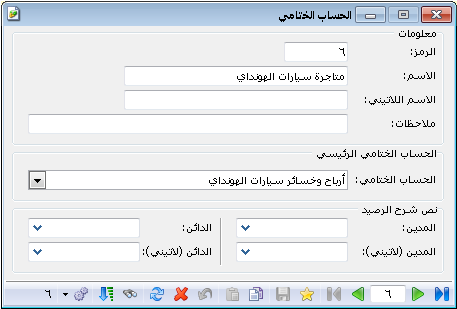 الحساب الختامي
معلومات
الرمز: ٦
الاسم: متاجرة سيارات الهونداي
الاسم اللاتيني:
ملاحظات:
الحساب الختامي الرئيسي
الحساب الختامي: أرباح وخسائر سيارات الهونداي
نص شرح الرصيد
المدين: الدائن:
المدين (لاتيني): الدائن (لاتيني):
٦ ٦